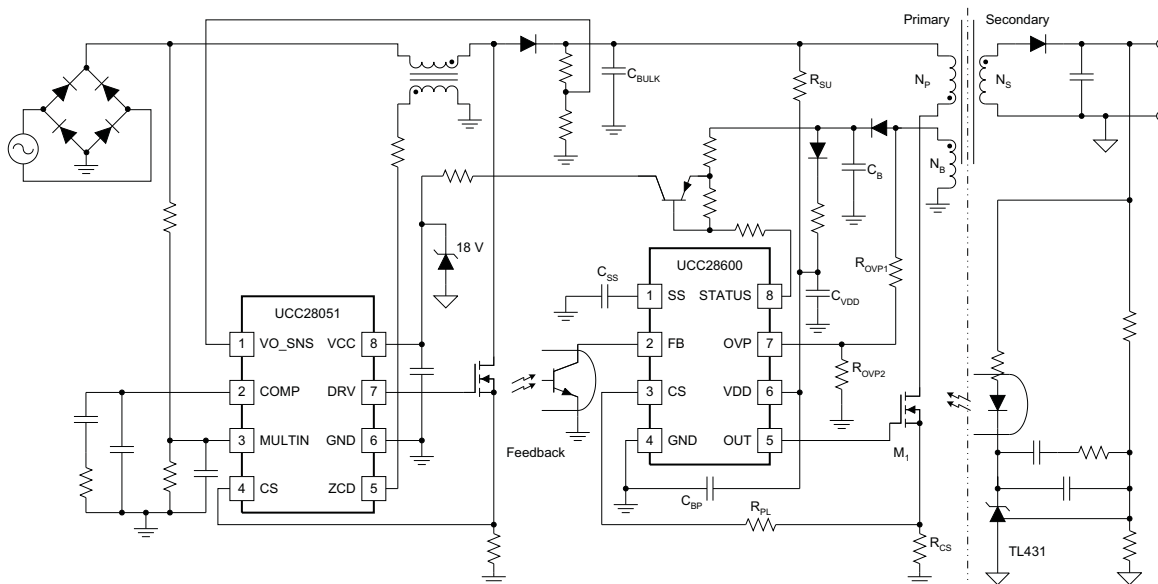 Primary
Secondary
C_BULK
R_SU
N_P
N_S
C_B
N_B
18 V
R_OVP1
UCC28600
C_SS
1
SS
STATUS
8
C_VDD
UCC28051
1
VO_SNS
VCC
8
2
FB
OVP
7
R_OVP2
2
COMP
DRV
7
3
CS
VDD
6
3
MULTIN
GND
6
Feedback
4
GND
OUT
5
M_1
4
CS
ZCD
5
C_BP
R_PL
R_CS
TL431